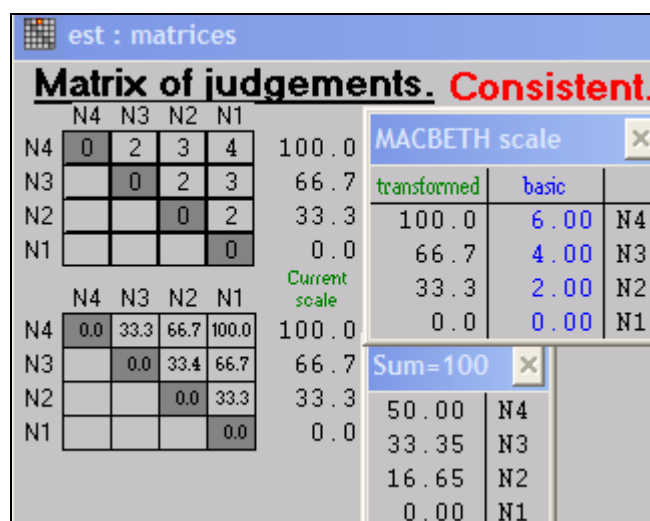 est : matrices
Matrix of judgements. Consistent.
N4 N3 N2 N1
N4 0 2 3 4 100.0
N3 0 2 3 66.7
N2 0 2 33.3
N1 0 0.0
Current
scale
N4 N3 N2 N1
N4 0.0 33.3 66.7 100.0 100.0
N3 0.0 33.4 66.7 66.7
N2 0.0 33.3 33.3
N1 0.0 0.0
MACBETH scale
transformed basic
100.0 6.00 N4
66.7 4.00 N3
33.3 2.00 N2
0.0 0.00 N1
Sum=100
50.00 N4
33.35 N3
16.65 N2
0.00 N1